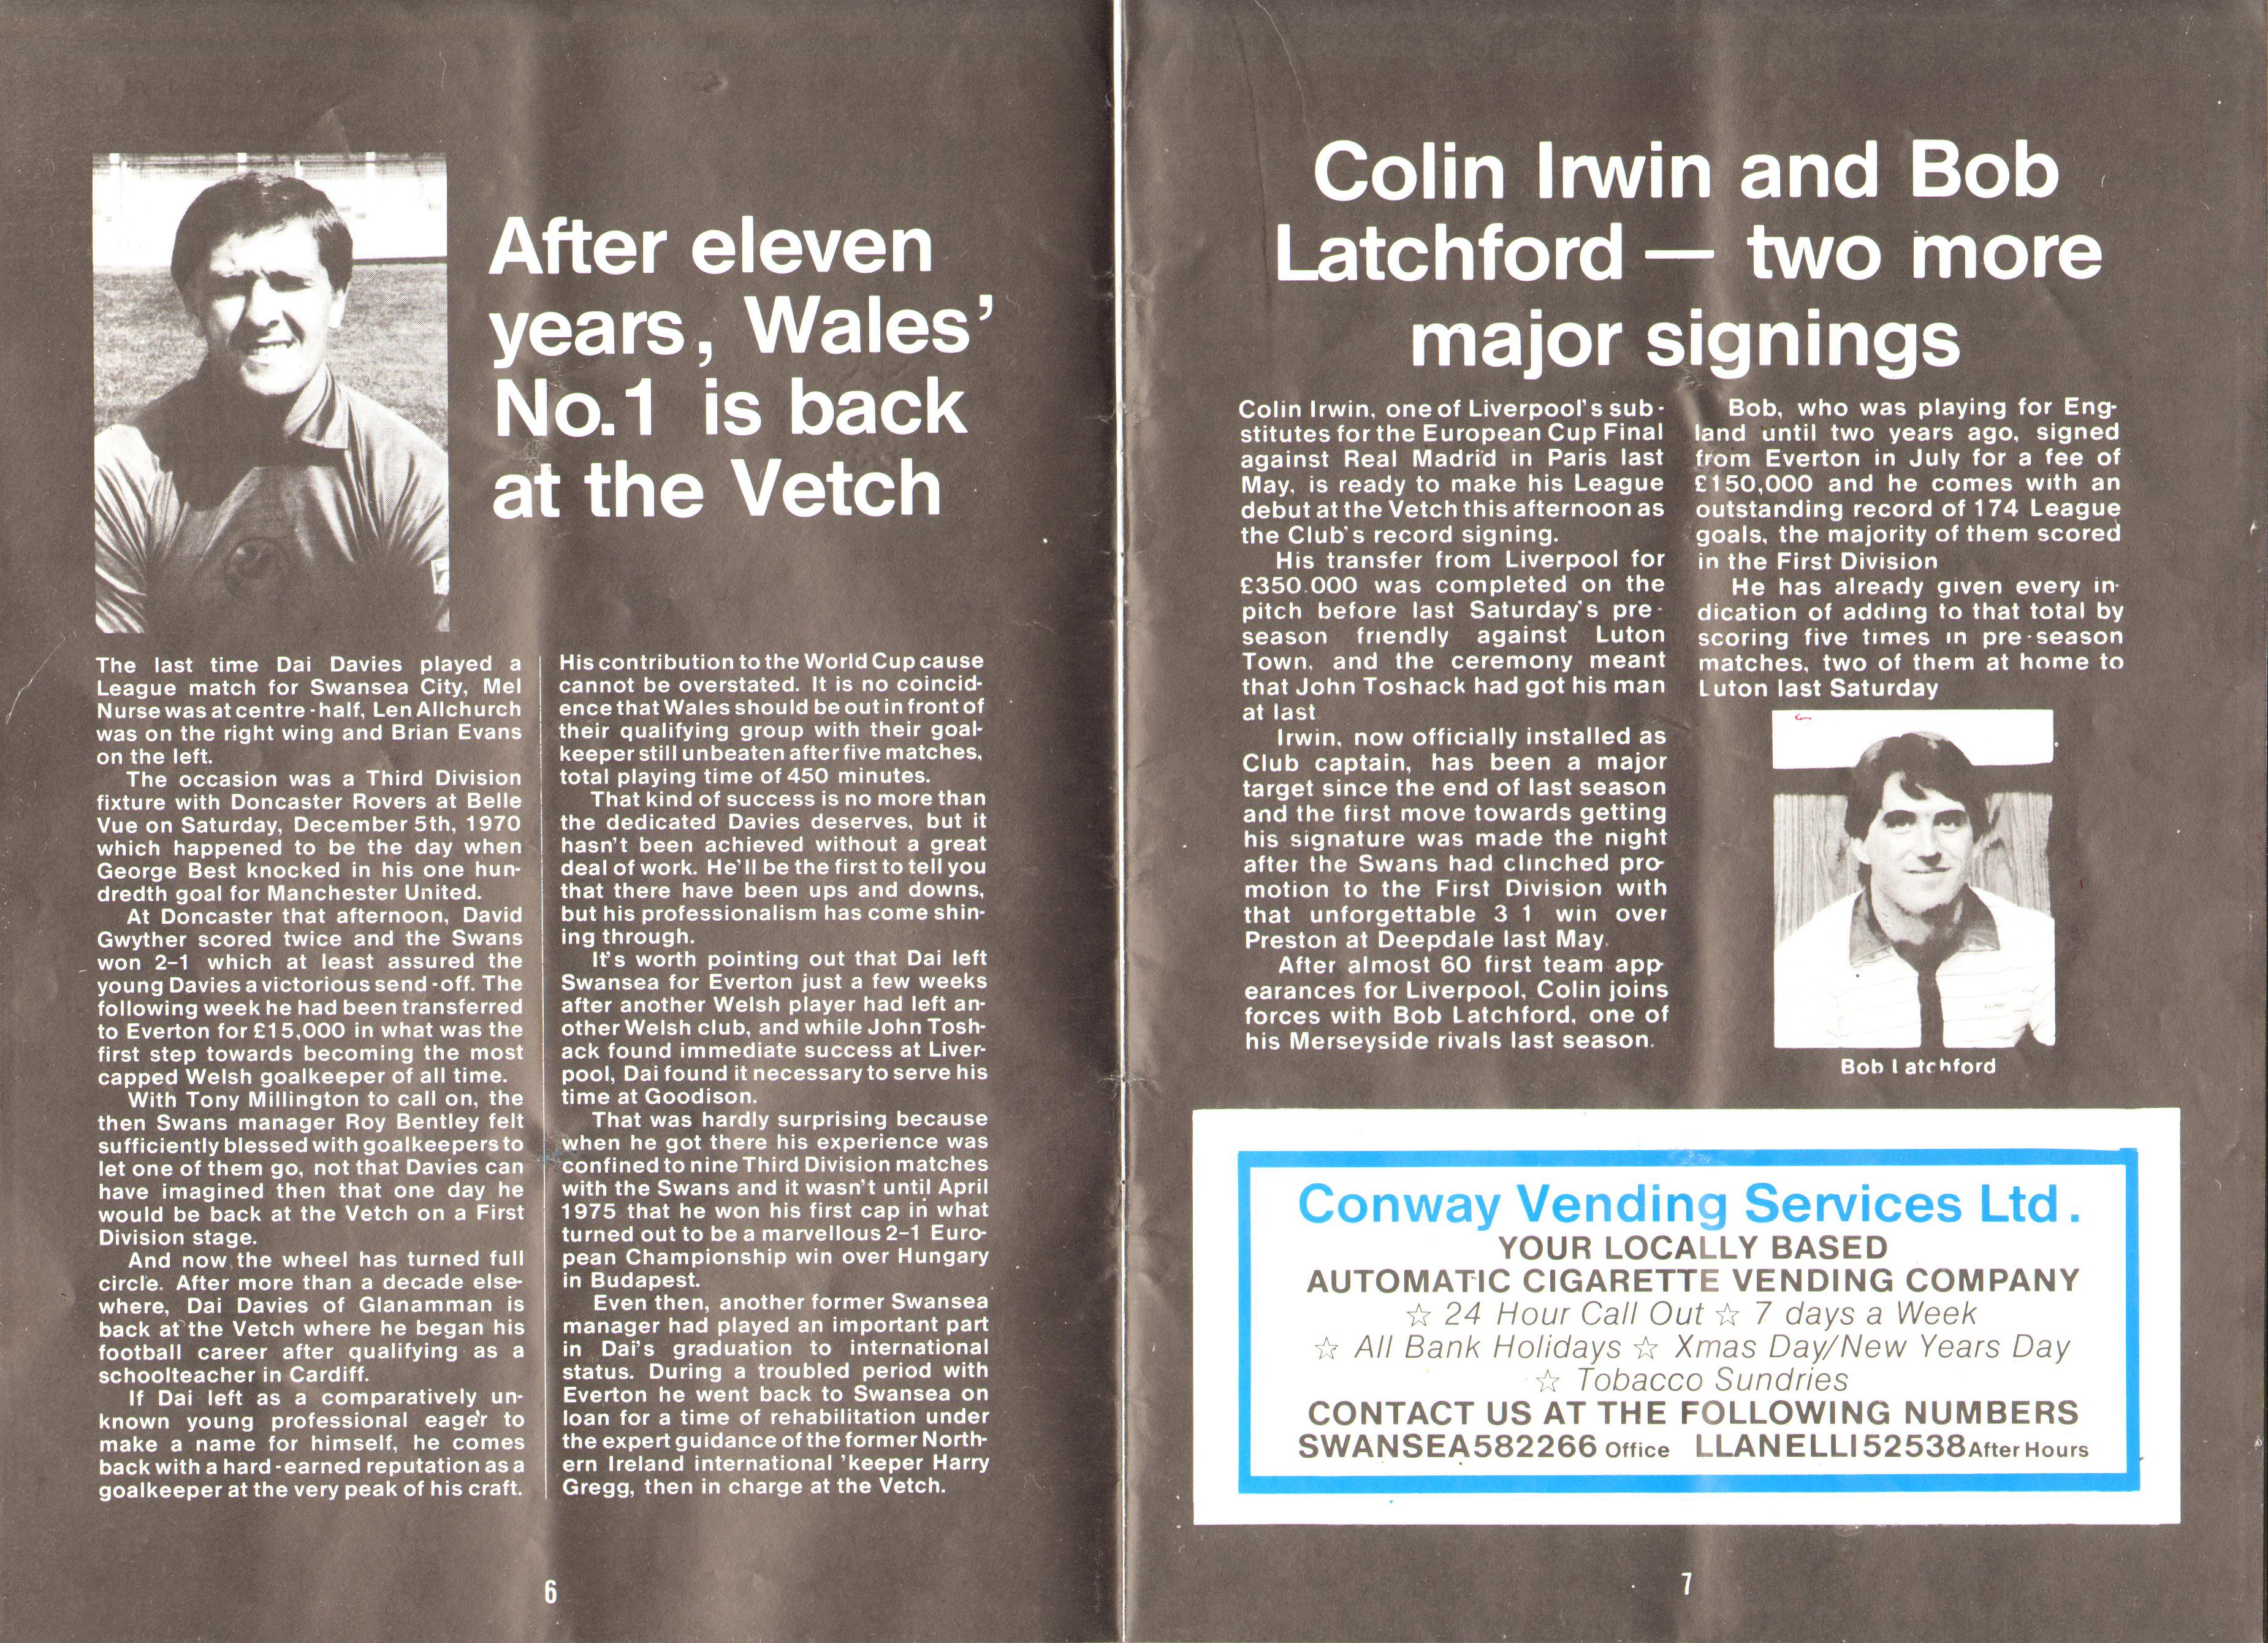 After eleven
years, Wales'
No.1 is back
at the Vetch
The last time Dai Davies played a
League match for Swansea City, Mel
Nurse was at centre-half, Len Allchurch
was on the right wing and Brian Evans
on the left.
The occasion was a Third Division
fixture with Doncaster Rovers at Belle
Vue on Saturday, December 5th, 1970
which happened to be the day when
George Best knocked in his one hun-
dredth goal for Manchester United.
At Doncaster that afternoon, David
Gwyther scored twice and the Swans
won 2-1 which at least assured the
young Davies a victorious send-off. The
following week he had been transferred
to Everton for £15,000 in what was the
first step towards becoming the most
capped Welsh goalkeeper of all time.
With Tony Millington to call on, the
then Swans manager Roy Bentley felt
sufficiently blessed with goalkeepers to
let one of them go, not that Davies can
have imagined then that one day he
would be back at the Vetch on a First
Division stage.
And now the wheel has turned full
circle. After more than a decade else-
where, Dai Davies of Glanamman is
back at the Vetch where he began his
football career after qualifying as a
schoolteacher in Cardiff.
If Dai left as a comparatively un-
known young professional eager to
make a name for himself, he comes
back with a hard-earned reputation as a
goalkeeper at the very peak of his craft.
His contribution to the World Cup cause
cannot be overstated. It is no coincid-
ence that Wales should be out in front of
their qualifying group with their goal-
keeper still unbeaten after five matches,
total playing time of 450 minutes.
That kind of success is no more than
the dedicated Davies deserves, but it
hasn't been achieved without a great
deal of work. He'll be the first to tell you
that there have been ups and downs,
but his professionalism has come shin-
ing through.
It's worth pointing out that Dai left
Swansea for Everton just a few weeks
after another Welsh player had left an-
other Welsh club, and while John Tosh-
ack found immediate success at Liver-
pool, Dai found it necessary to serve his
time at Goodison.
That was hardly surprising because
when he got there his experience was
confined to nine Third Division matches
with the Swans and it wasn't until April
1975 that he won his first cap in what
turned out to be a marvellous 2-1 Euro-
pean Championship win over Hungary
in Budapest.
Even then, another former Swansea
manager had played an important part
in Dai's graduation to international
status. During a troubled period with
Everton he went back to Swansea on
loan for a time of rehabilitation under
the expert guidance of the former North-
ern Ireland international 'keeper Harry
Gregg, then in charge at the Vetch.
6
Colin Irwin and Bob
Latchford — two more
major signings
Colin Irwin, one of Liverpool's sub-
stitutes for the European Cup Final
against Real Madrid in Paris last
May, is ready to make his League
debut at the Vetch this afternoon as
the Club's record signing.
His transfer from Liverpool for
£350.000 was completed on the
pitch before last Saturday's pre-
season friendly against Luton
Town, and the ceremony meant
that John Toshack had got his man
at last
Irwin, now officially installed as
Club captain, has been a major
target since the end of last season
and the first move towards getting
his signature was made the night
after the Swans had clinched pro-
motion to the First Division with
that unforgettable 3 1 win over
Preston at Deepdale last May.
After almost 60 first team app-
earances for Liverpool, Colin joins
forces with Bob Latchford, one of
his Merseyside rivals last season.
Bob, who was playing for Eng-
land until two years ago, signed
from Everton in July for a fee of
£150,000 and he comes with an
outstanding record of 174 League
goals, the majority of them scored
in the First Division
He has already given every in-
dication of adding to that total by
scoring five times in pre-season
matches, two of them at home to
Luton last Saturday
Bob Latchford
Conway Vending Services Ltd.
YOUR LOCALLY BASED
AUTOMATIC CIGARETTE VENDING COMPANY
☆ 24 Hour Call Out ☆ 7 days a Week
☆ All Bank Holidays ☆ Xmas Day/New Years Day
☆ Tobacco Sundries
CONTACT US AT THE FOLLOWING NUMBERS
SWANSEA 582266 Office LLANELLI 52538 After Hours
7